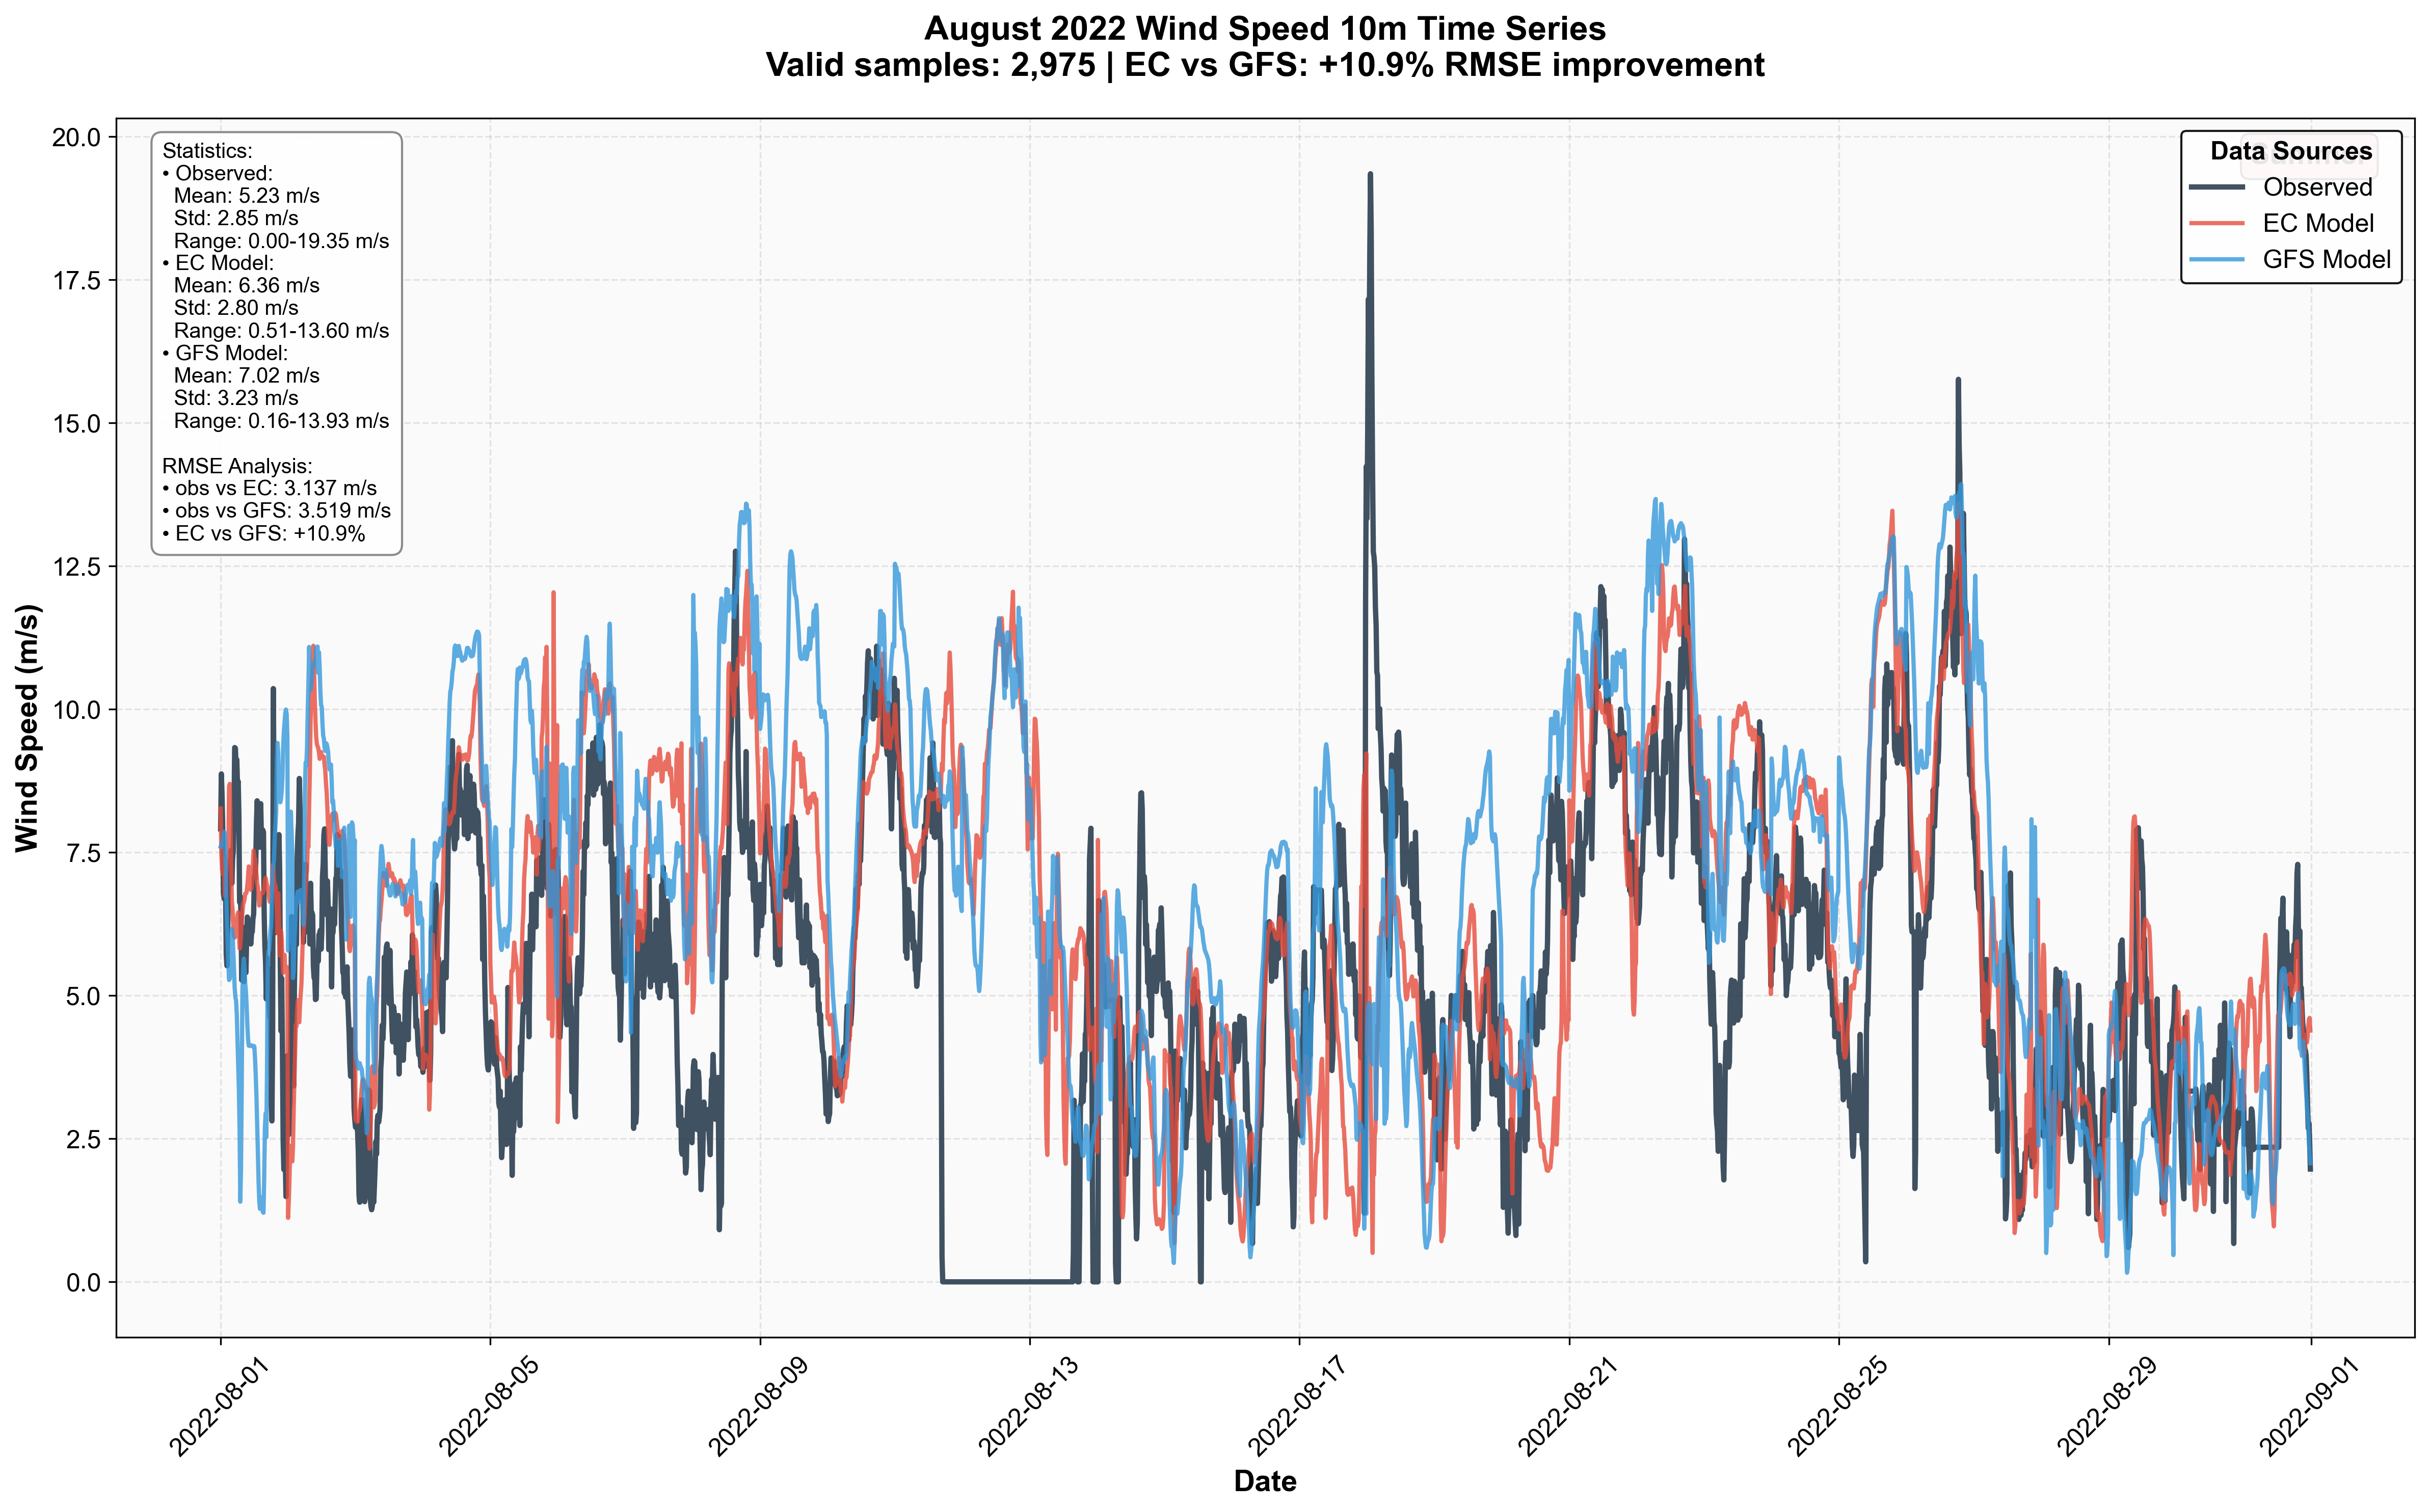 August 2022 Wind Speed 10m Time Series
Valid samples: 2,975 | EC vs GFS: +10.9% RMSE improvement
Statistics:
• Observed:
Mean: 5.23 m/s
Std: 2.85 m/s
Range: 0.00-19.35 m/s
• EC Model:
Mean: 6.36 m/s
Std: 2.80 m/s
Range: 0.51-13.60 m/s
• GFS Model:
Mean: 7.02 m/s
Std: 3.23 m/s
Range: 0.16-13.93 m/s
RMSE Analysis:
• obs vs EC: 3.137 m/s
• obs vs GFS: 3.519 m/s
• EC vs GFS: +10.9%
Data Sources
Observed
EC Model
GFS Model
Wind Speed (m/s)
20.0
17.5
15.0
12.5
10.0
7.5
5.0
2.5
0.0
2022-08-01
2022-08-05
2022-08-09
2022-08-13
2022-08-17
2022-08-21
2022-08-25
2022-08-29
2022-09-01
Date